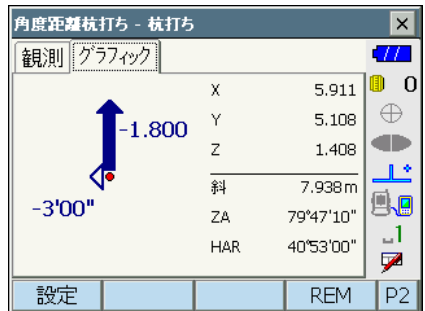 角度距離杭打ち - 杭打ち
観測 グラフィック
X 5.911
Y 5.108
Z 1.408
斜 7.938m
ZA 79°47'10"
HAR 40°53'00"
-1.800
-3'00"
0
1
設定 REM P2